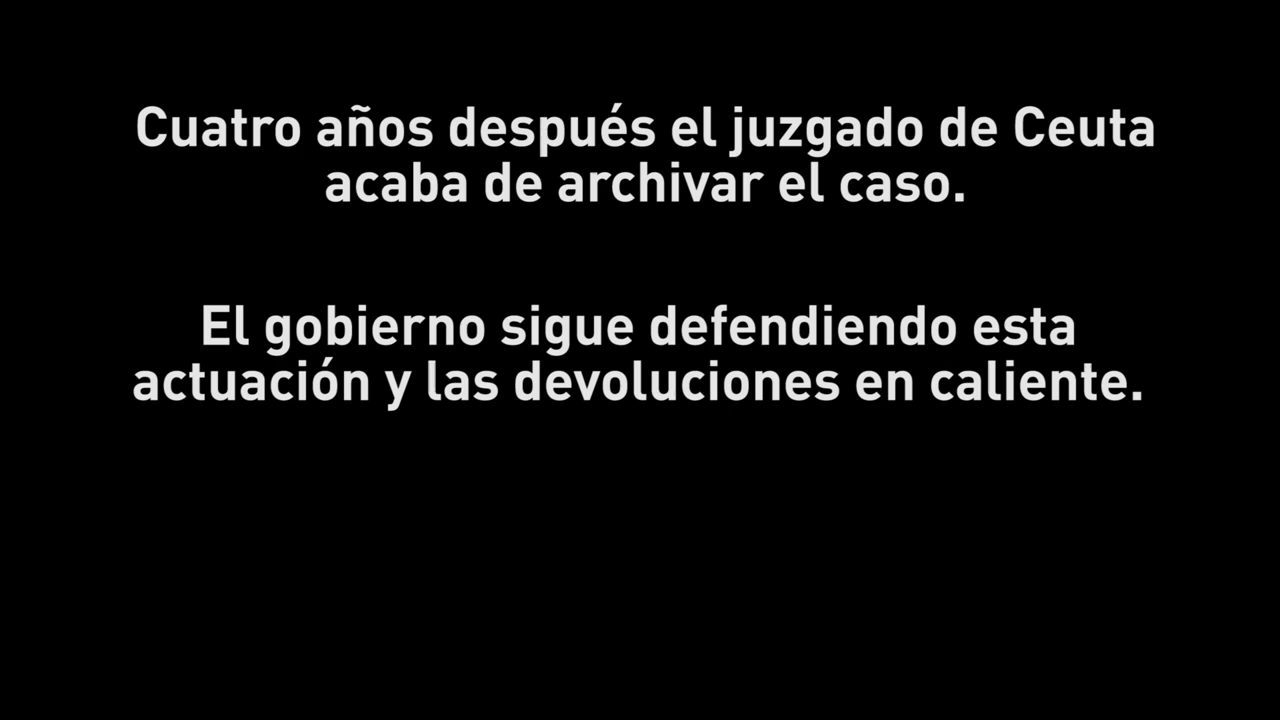 Cuatro años después el juzgado de Ceuta
acaba de archivar el caso.
El gobierno sigue defendiendo esta
actuación y las devoluciones en caliente.